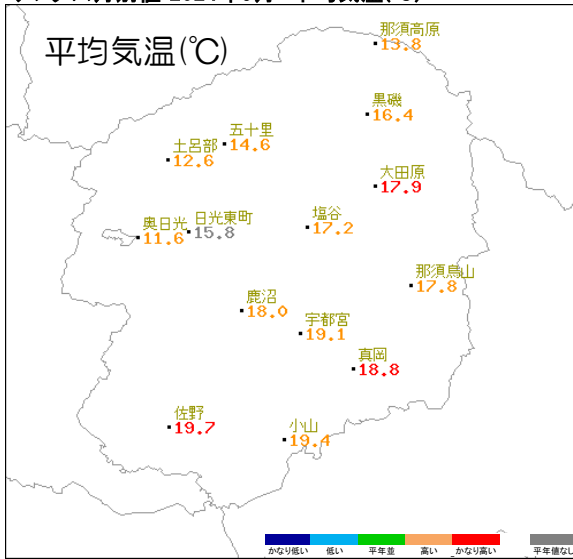 平均気温(℃)
那須高原
13.8
黒磯
16.4
五十里
14.6
土呂部
12.6
大田原
17.9
日光東町
15.8
奥日光
11.6
塩谷
17.2
那須烏山
17.8
鹿沼
18.0
宇都宮
19.1
真岡
18.8
佐野
19.7
小山
19.4
かなり低い 低い 平年並 高い かなり高い 平年値なし